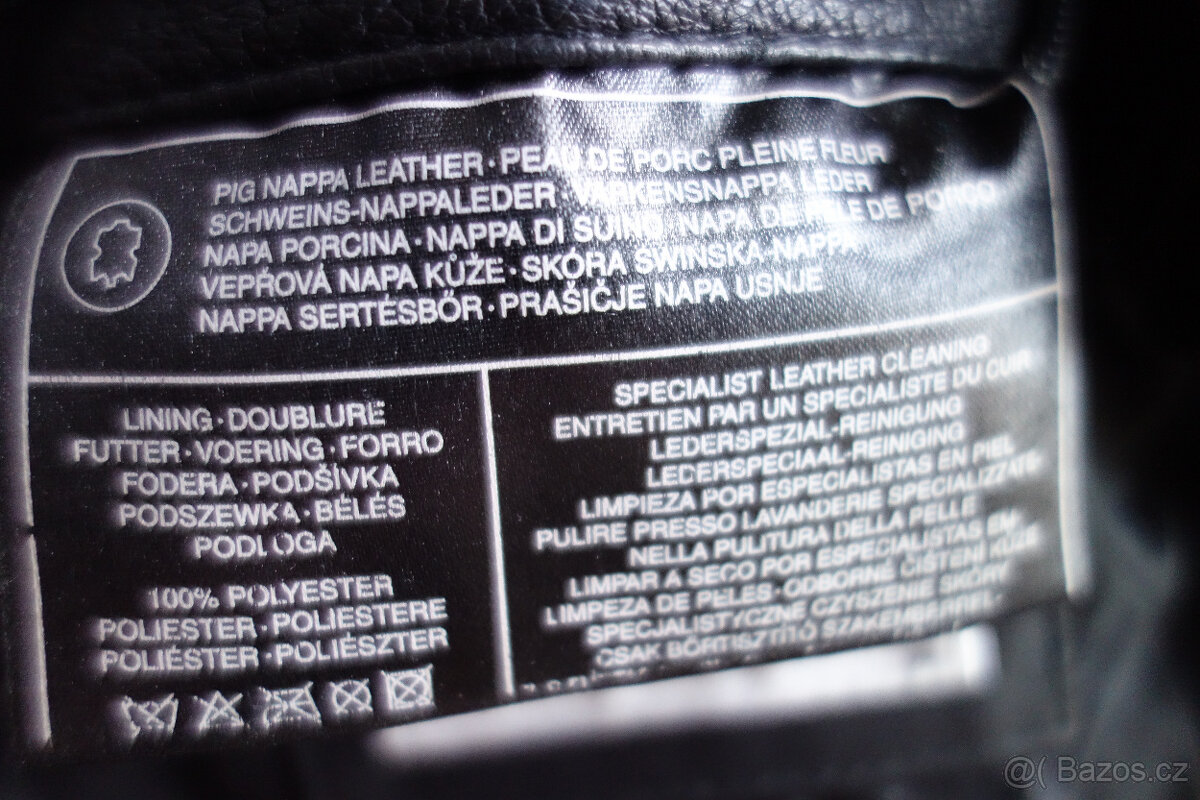 PIG NAPPA LEATHER · PEAU DE PORC PLEINE FLEUR
SCHWEINS-NAPPALEDER · VARKENSNAPPA LEDER
NAPA PORCINA · NAPPA DI SUINO · NAPA DE PELE DE PORCO
VEPŘOVÁ NAPA KŮŽE · SKÓRA SWINSKA-NAPPA
NAPPA SERTÉSBŐR · PRAŠIČJE NAPA USNJE
LINING · DOUBLURE
FUTTER · VOERING · FORRO
FODERA · PODŠÍVKA
PODSZEWKA · BÉLÉS
PODLOGA
100% POLYESTER
POLIESTER · POLIESTERE
POLIÉSTER · POLIÉSZTER
SPECIALIST LEATHER CLEANING
ENTRETIEN PAR UN SPECIALISTE DU CUIR
LEDERSPEZIAL-REINIGUNG
LEDERSPECIAAL-REINIGING
LIMPIEZA POR ESPECIALISTAS EN PIEL
PULIRE PRESSO LAVANDERIE SPECIALIZZATE
NELLA PULITURA DELLA PELLE
LIMPAR A SECO POR ESPECIALISTAS EM
LIMPEZA DE PELES · ODBORNÉ ČIŠTĚNÍ KŮŽE
SPECJALISTYCZNE CZYSZENIE SKÓRY
CSAK BŐRTISZTÍTÓ
@( Bazos.cz